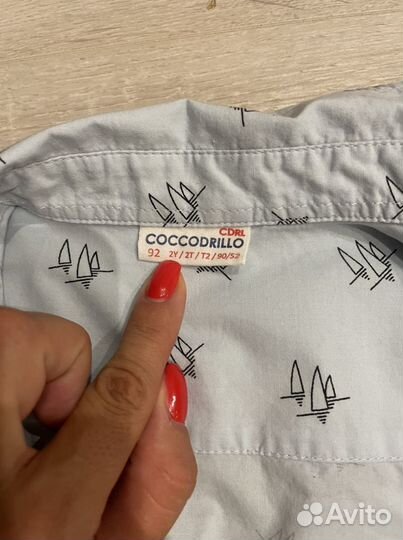 CDRL
COCCODRILLO
92 2Y / 2T / T2 / 90/52
Avito